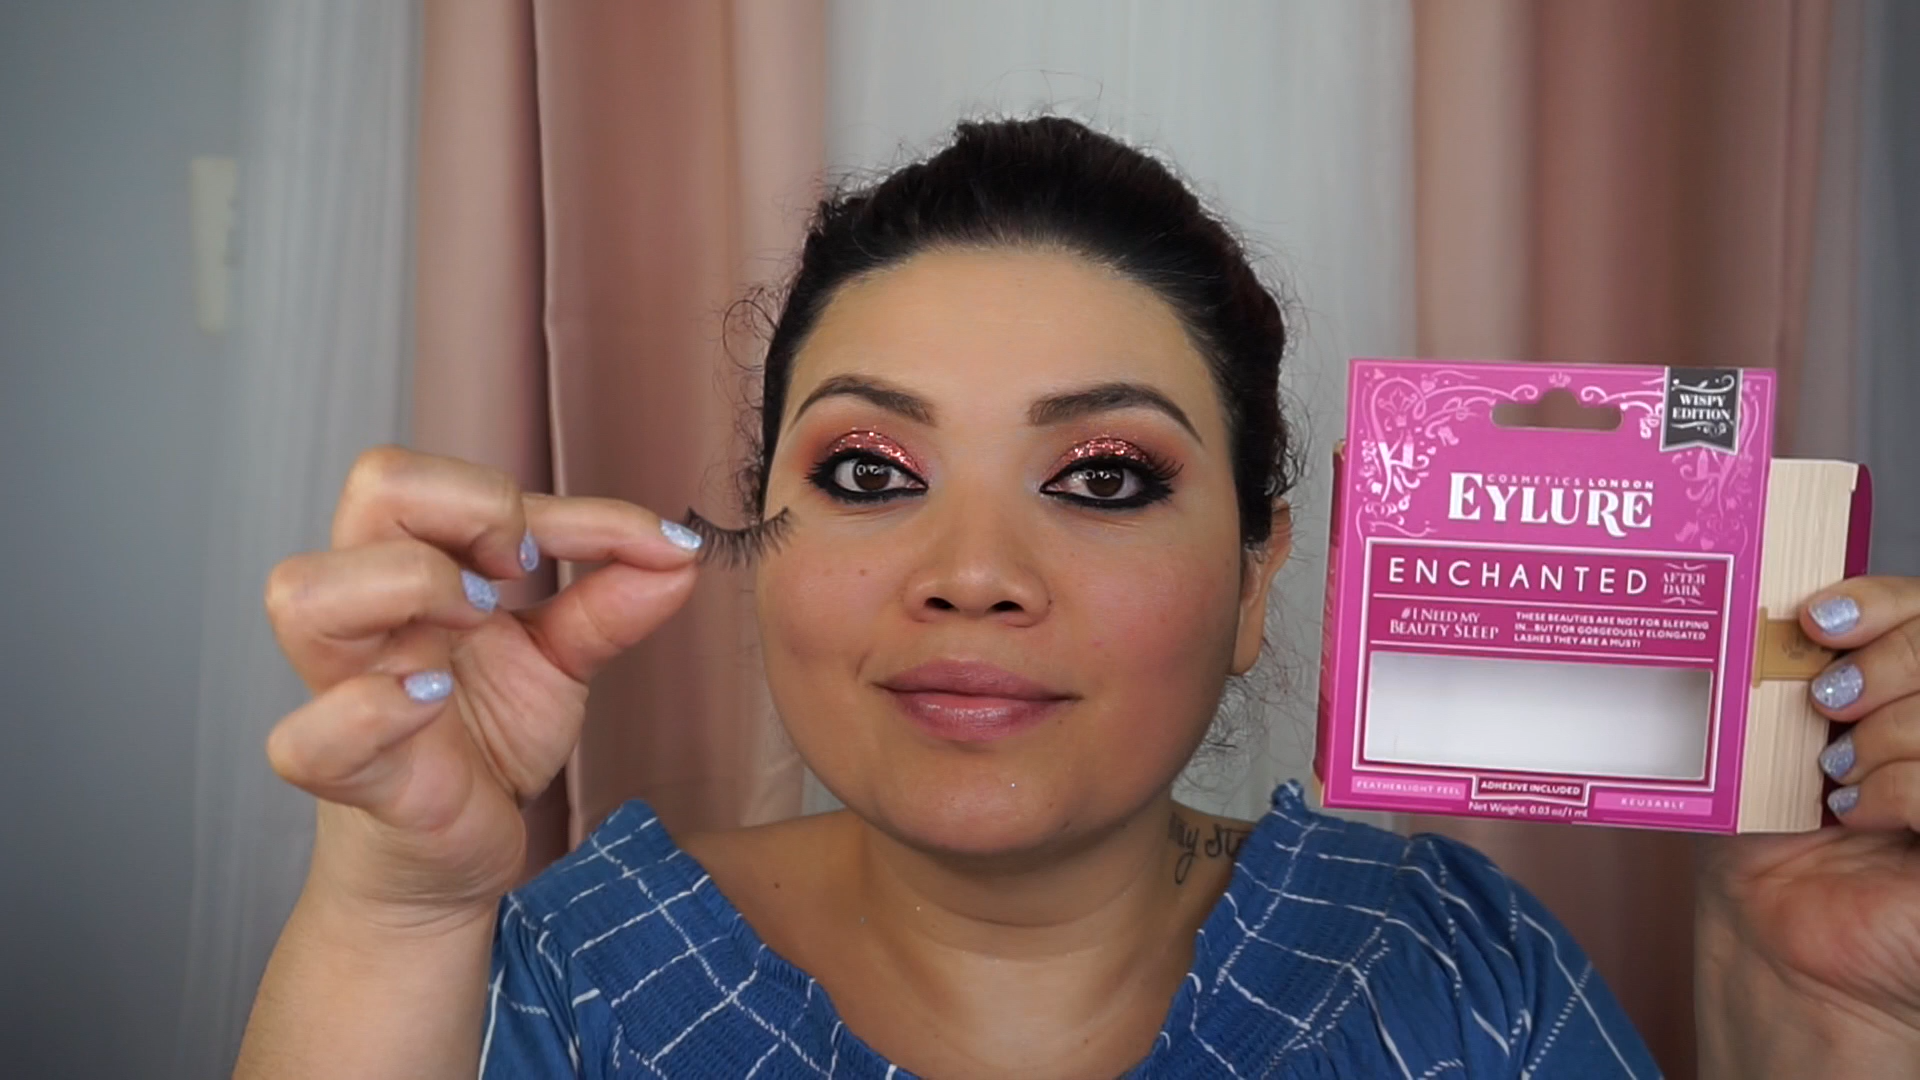 WISPY
EDITION
COSMETICS LONDON
EYLURE
ENCHANTED
AFTER
DARK
#I NEED MY
BEAUTY SLEEP
THESE BEAUTIES ARE NOT FOR SLEEPING
IN...BUT FOR GORGEOUSLY ELONGATED
LASHES THEY ARE A MUST!
FEATHERLIGHT FEEL
ADHESIVE INCLUDED
REUSABLE
Net Weight: 0.03 oz/1 ml